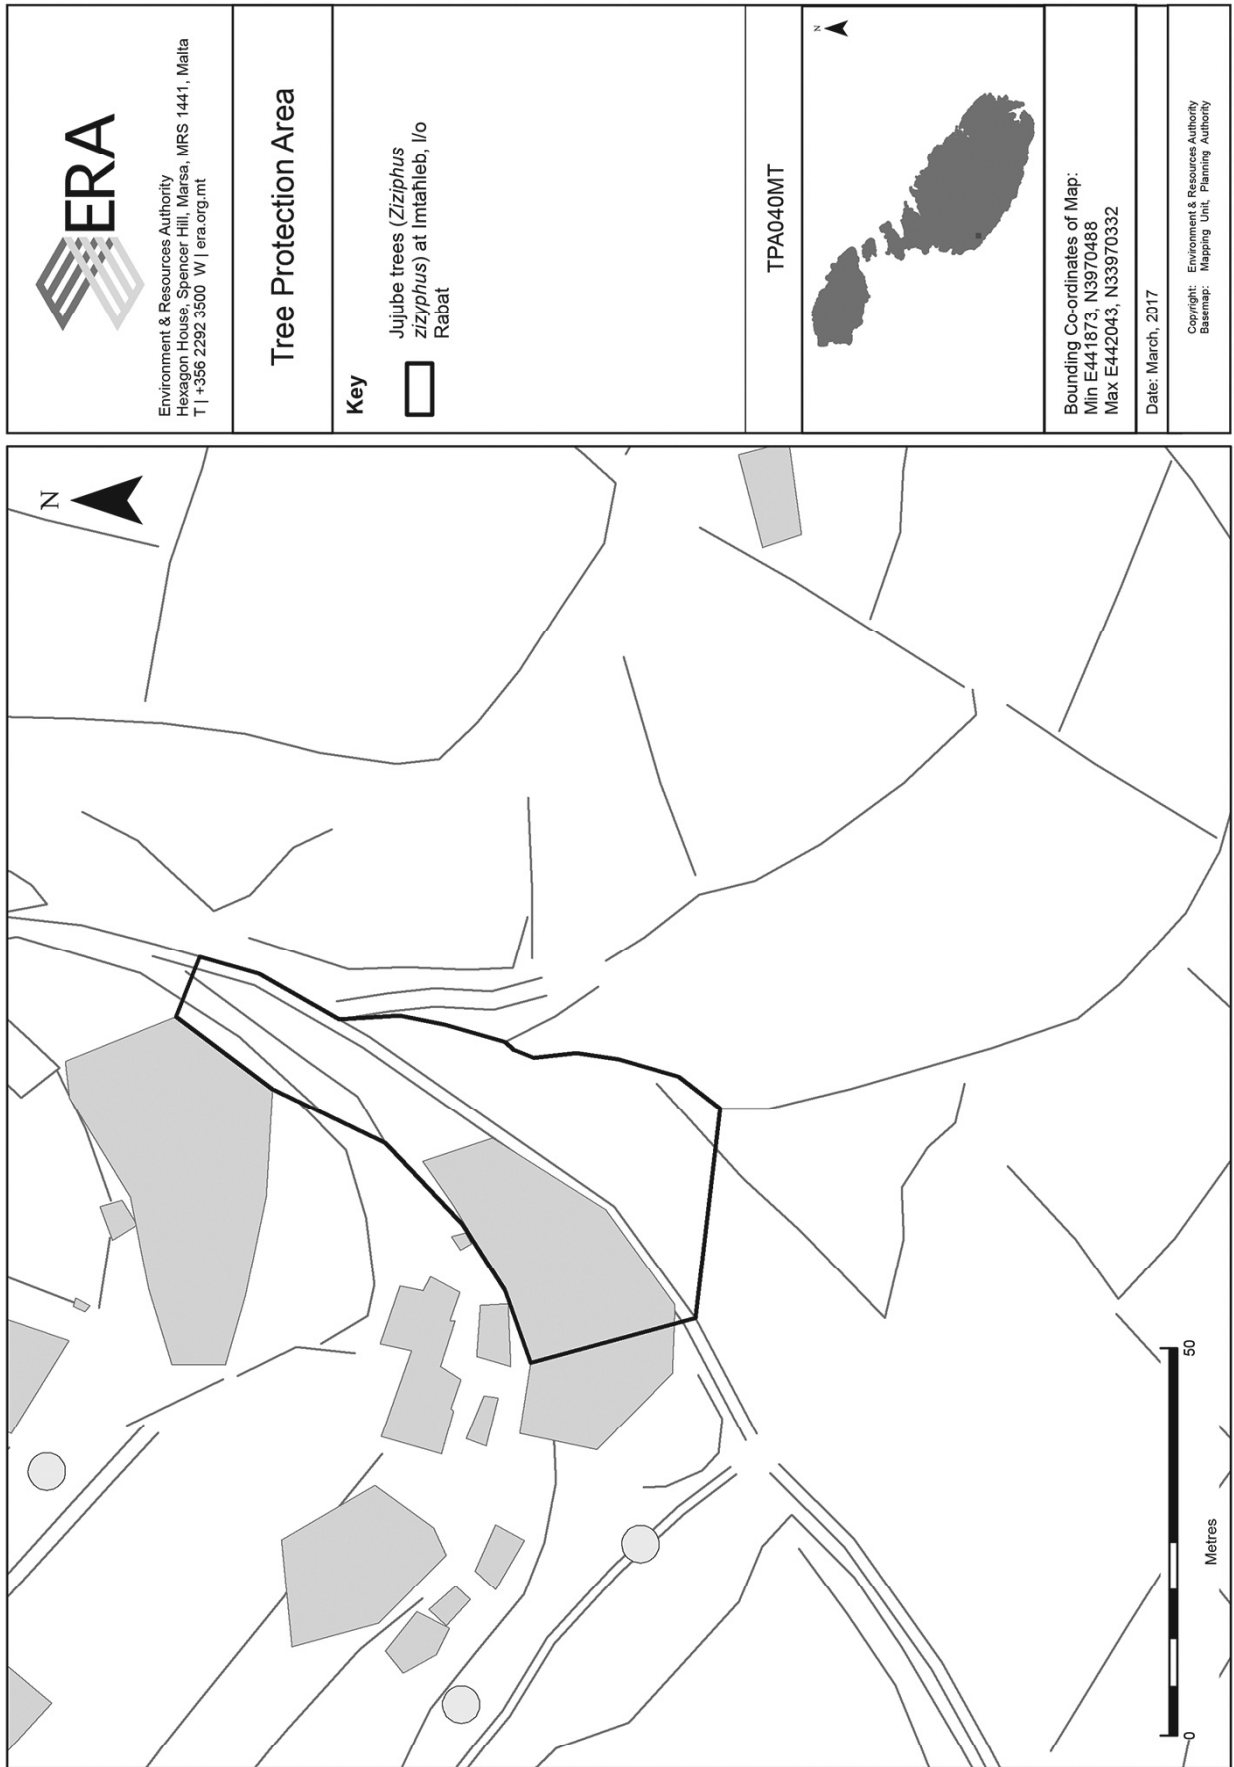 ERA
Environment & Resources Authority
Hexagon House, Spencer Hill, Marsa, MRS 1441, Malta
T | +356 2292 3500 W | era.org.mt
Tree Protection Area
Key
Jujube trees (Ziziphus
zizyphus) at Imtaħleb, l/o
Rabat
TPA040MT
N
Bounding Co-ordinates of Map:
Min E441873, N3970488
Max E442043, N33970332
Date: March, 2017
Copyright: Environment & Resources Authority
Basemap: Mapping Unit, Planning Authority
N
0
50
Metres